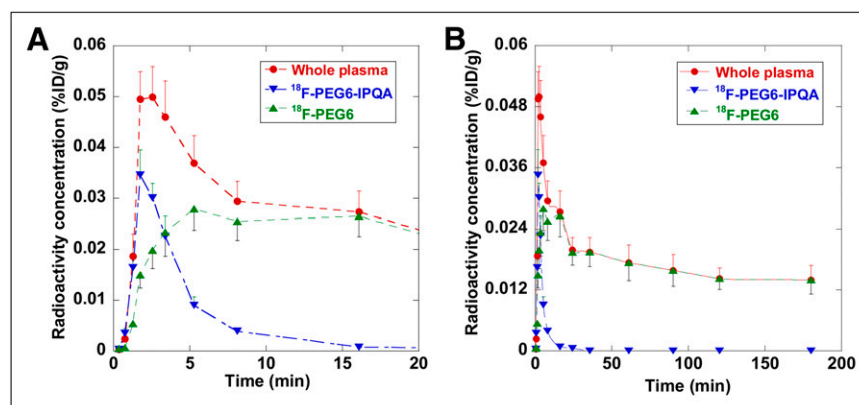 A
Radioactivity concentration (%ID/g)
0.06
0.05
0.04
0.03
0.02
0.01
0
Whole plasma
¹⁸F-PEG6-IPQA
¹⁸F-PEG6
0
5
10
15
20
Time (min)
B
Radioactivity concentration (%ID/g)
0.06
0.048
0.036
0.024
0.012
0
Whole plasma
¹⁸F-PEG6-IPQA
¹⁸F-PEG6
0
50
100
150
200
Time (min)